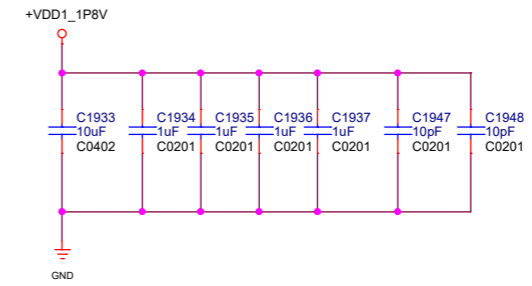 +VDD1_1P8V
C1933
10uF
C0402
C1934
1uF
C0201
C1935
1uF
C0201
C1936
1uF
C0201
C1937
1uF
C0201
C1947
10pF
C0201
C1948
10pF
C0201
GND